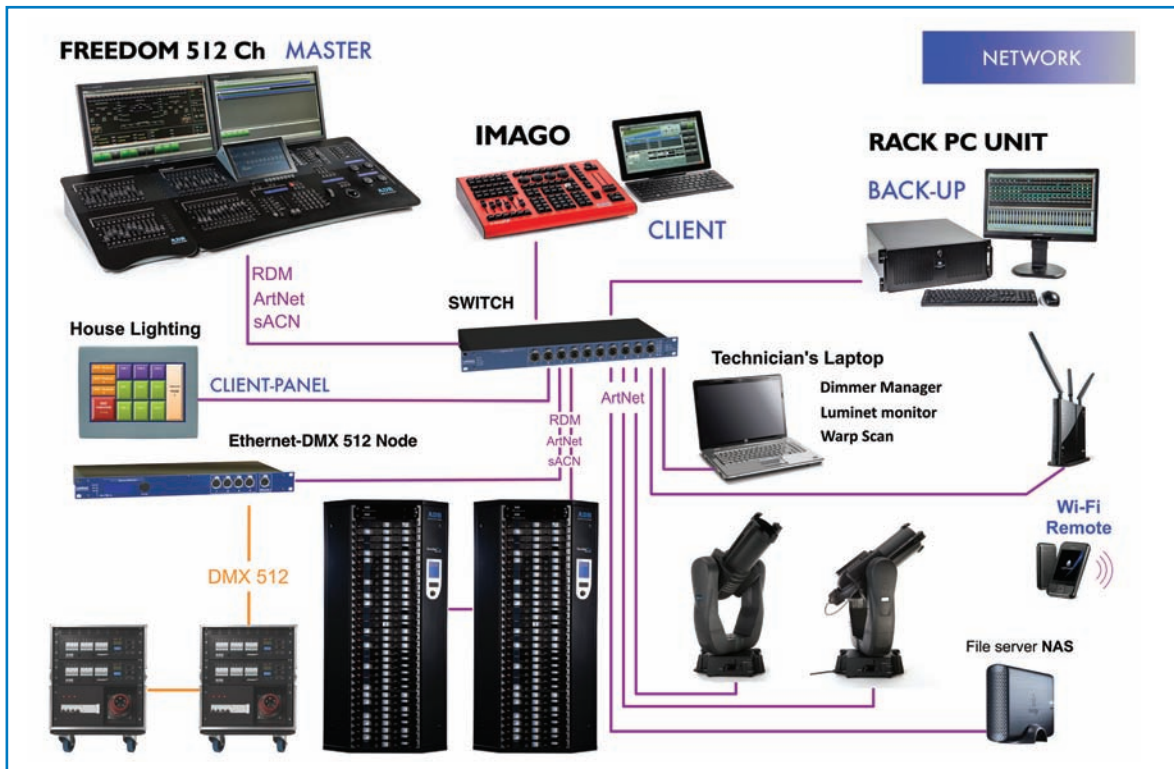 FREEDOM 512 Ch MASTER
NETWORK
IMAGO
CLIENT
RACK PC UNIT
BACK-UP
RDM
ArtNet
sACN
SWITCH
House Lighting
CLIENT-PANEL
Technician's Laptop
Dimmer Manager
Luminet monitor
Warp Scan
ArtNet
RDM
ArtNet
sACN
Ethernet-DMX 512 Node
Wi-Fi
Remote
DMX 512
File server NAS